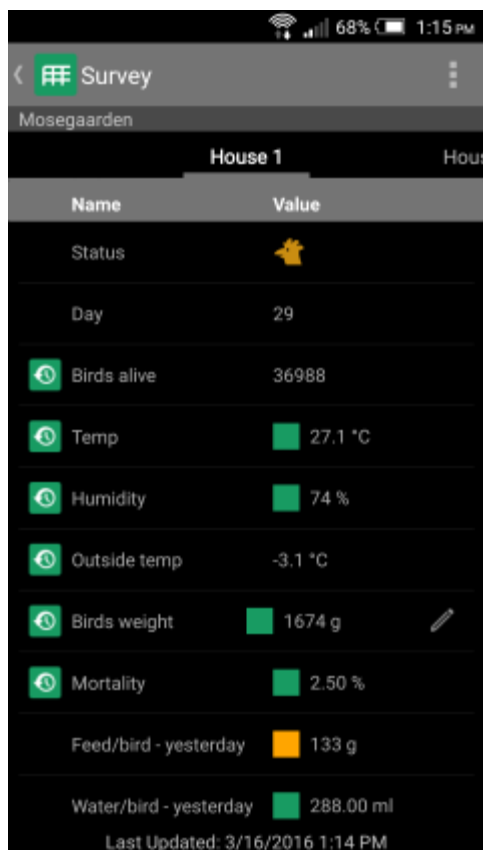 68% 1:15 PM
Survey
Mosegaarden
House 1 Hous
Name Value
Status
Day 29
Birds alive 36988
Temp 27.1 °C
Humidity 74 %
Outside temp -3.1 °C
Birds weight 1674 g
Mortality 2.50 %
Feed/bird - yesterday 133 g
Water/bird - yesterday 288.00 ml
Last Updated: 3/16/2016 1:14 PM